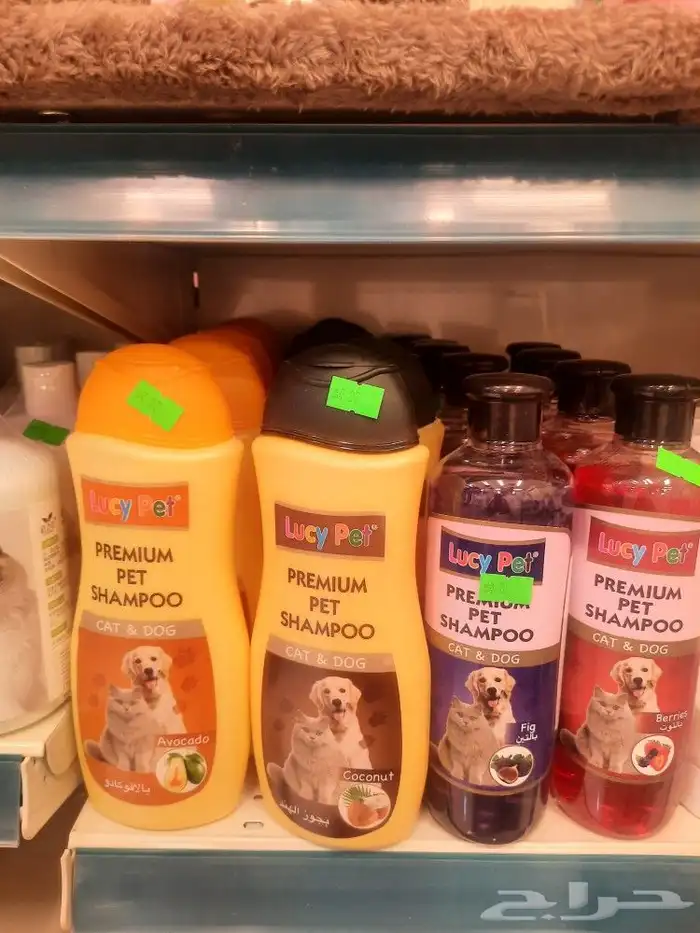 Lucy Pet®
PREMIUM
PET
SHAMPOO
CAT & DOG
Avocado
بالافوكادو
Lucy Pet®
PREMIUM
PET
SHAMPOO
CAT & DOG
Coconut
بجوز الهند
Lucy Pet®
PREMIUM
PET
SHAMPOO
CAT & DOG
Fig
بالتين
Lucy Pet®
PREMIUM
PET
SHAMPOO
CAT & DOG
Berries
بالتوت
حراج